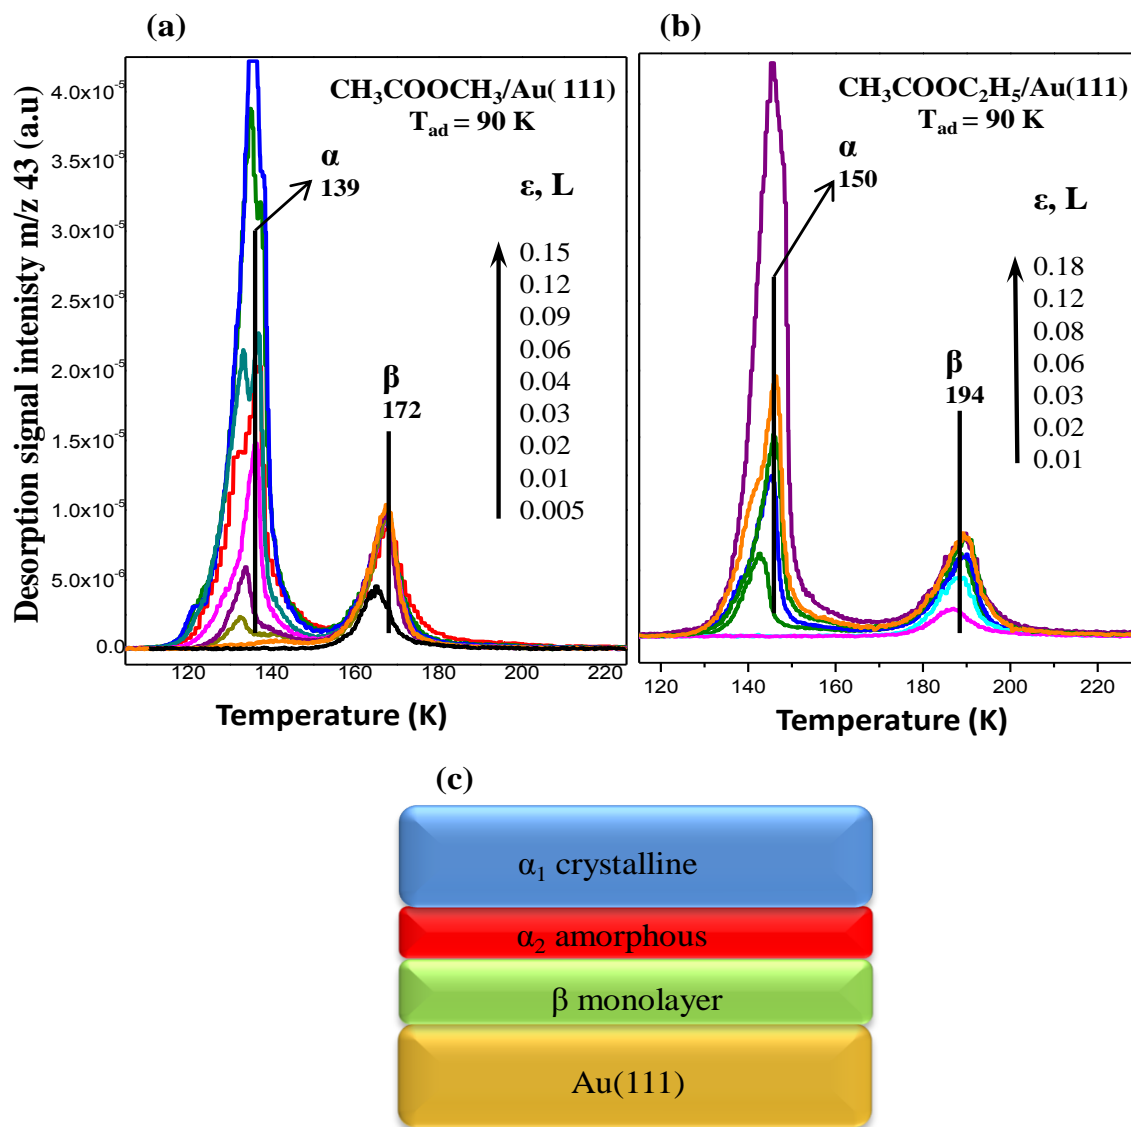 (a)
Desorption signal intenisty m/z 43 (a.u)
4.0x10⁻⁵
3.5x10⁻⁵
3.0x10⁻⁵
2.5x10⁻⁵
2.0x10⁻⁵
1.5x10⁻⁵
1.0x10⁻⁵
5.0x10⁻⁶
0.0
CH₃COOCH₃/Au( 111)
T_ad = 90 K
α
139
ε, L
0.15
0.12
0.09
0.06
0.04
0.03
0.02
0.01
0.005
β
172
120
140
160
180
200
220
Temperature (K)
(b)
CH₃COOC₂H₅/Au(111)
T_ad = 90 K
α
150
ε, L
0.18
0.12
0.08
0.06
0.03
0.02
0.01
β
194
120
140
160
180
200
220
Temperature (K)
(c)
α₁ crystalline
α₂ amorphous
β monolayer
Au(111)